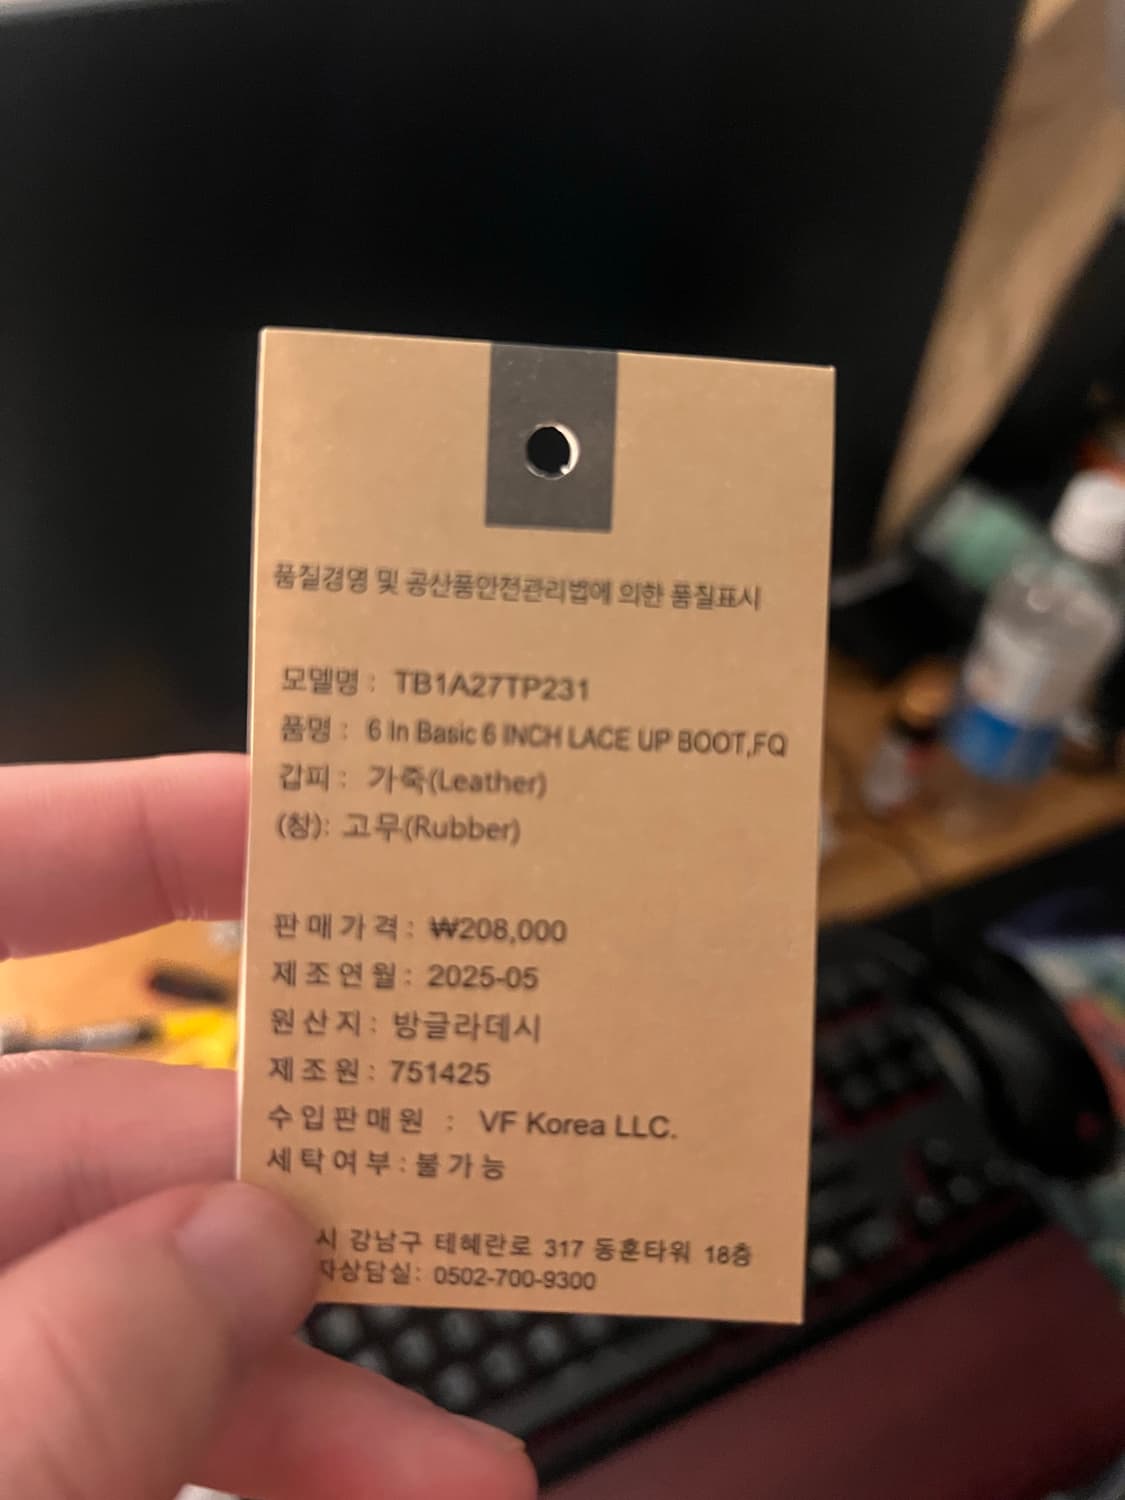 품질경영 및 공산품안전관리법에 의한 품질표시
모델명 : TB1A27TP231
품명 : 6 In Basic 6 INCH LACE UP BOOT,FQ
갑피 : 가죽(Leather)
(창): 고무(Rubber)
판매가격 : ₩208,000
제조연월 : 2025-05
원산지 : 방글라데시
제조원 : 751425
수입판매원 : VF Korea LLC.
세탁여부 : 불가능
시 강남구 테헤란로 317 동훈타워 18층
자상담실: 0502-700-9300